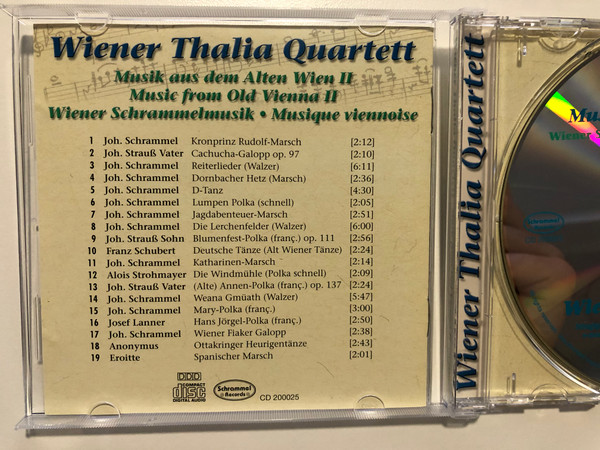 Wiener Thalia Quartett
Musik aus dem Alten Wien II
Music from Old Vienna II
Wiener Schrammelmusik • Musique viennoise
1 Joh. Schrammel Kronprinz Rudolf-Marsch [2:12]
2 Joh. Strauß Vater Cachucha-Galopp op. 97 [2:10]
3 Joh. Schrammel Reiterlieder (Walzer) [6:11]
4 Joh. Schrammel Dornbacher Hetz (Marsch) [2:36]
5 Joh. Schrammel D-Tanz [4:30]
6 Joh. Schrammel Lumpen Polka (schnell) [2:05]
7 Joh. Schrammel Jagdabenteuer-Marsch [2:51]
8 Joh. Schrammel Die Lerchenfelder (Walzer) [6:00]
9 Joh. Strauß Sohn Blumenfest-Polka (franç.) op. 111 [2:56]
10 Franz Schubert Deutsche Tänze (Alt Wiener Tänze) [2:24]
11 Joh. Schrammel Katharinen-Marsch [2:14]
12 Alois Strohmayer Die Windmühle (Polka schnell) [2:09]
13 Joh. Strauß Vater (Alte) Annen-Polka (franç.) op. 137 [2:24]
14 Joh. Schrammel Weana Gmüath (Walzer) [5:47]
15 Joh. Schrammel Mary-Polka (franç.) [3:00]
16 Josef Lanner Hans Jörgel-Polka (franç.) [2:50]
17 Joh. Schrammel Wiener Fiaker Galopp [2:38]
18 Anonymus Ottakringer Heurigentänze [2:43]
19 Eroitte Spanischer Marsch [2:01]
DDD
COMPACT
disc
DIGITAL AUDIO
Schrammel
Records
CD 200025
Wiener Thalia Quartett
Mus
Wiener S
Schrammel
Records
Wie